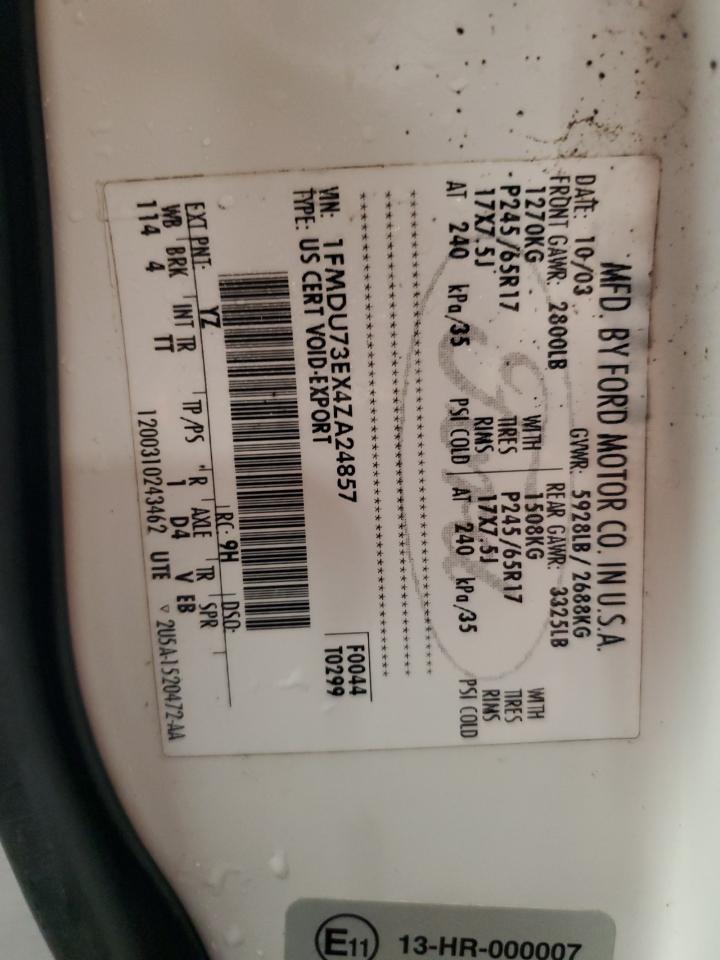 MFD. BY FORD MOTOR CO. IN U.S.A.
DATE: 10/03 GWR: 5928LB / 2688KG
FRONT GAWR: 2800LB REAR GAWR: 3325LB
1270KG WITH 1508KG WITH
P245/65R17 TIRES P245/65R17 TIRES
17X7.5J RIMS 17X7.5J RIMS
AT 240 kPa/35 PSI COLD AT 240 kPa/35 PSI COLD
VIN: 1FMDU73EX4ZA24857 F0044
TYPE: US CERT VOID-EXPORT T0299
EXT PNT: YZ RC: 9H DSO:
WB BRK INT TR TP/PS R AXLE TR SPR
114 4 TT 1 D4 V EB
1200310243462 UTE 2U5A-1520472-AA
E11 13-HR-000007